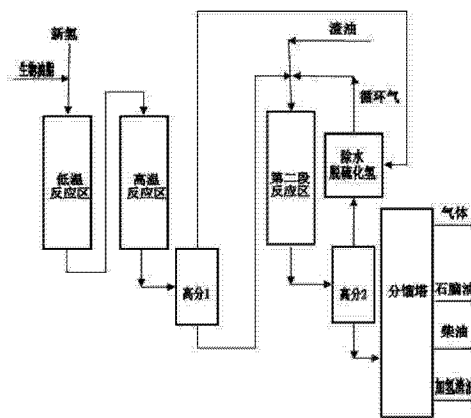 新氢
生物油脂
渣油
循环气
低温
反应区
高温
反应区
第二段
反应区
除水
脱硫化氢
高分1
高分2
分馏塔
气体
石脑油
柴油
加氢渣油